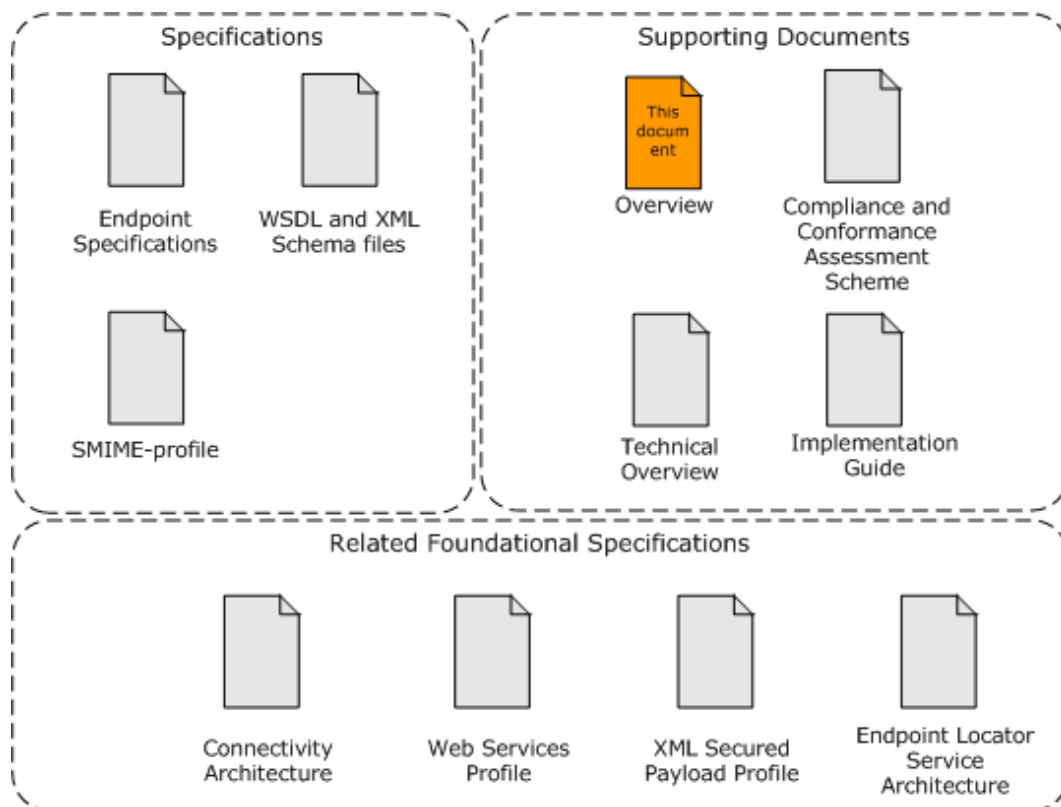 Specifications
Endpoint
Specifications
WSDL and XML
Schema files
SMIME-profile
Supporting Documents
This
docum
ent
Overview
Compliance and
Conformance
Assessment
Scheme
Technical
Overview
Implementation
Guide
Related Foundational Specifications
Connectivity
Architecture
Web Services
Profile
XML Secured
Payload Profile
Endpoint Locator
Service
Architecture